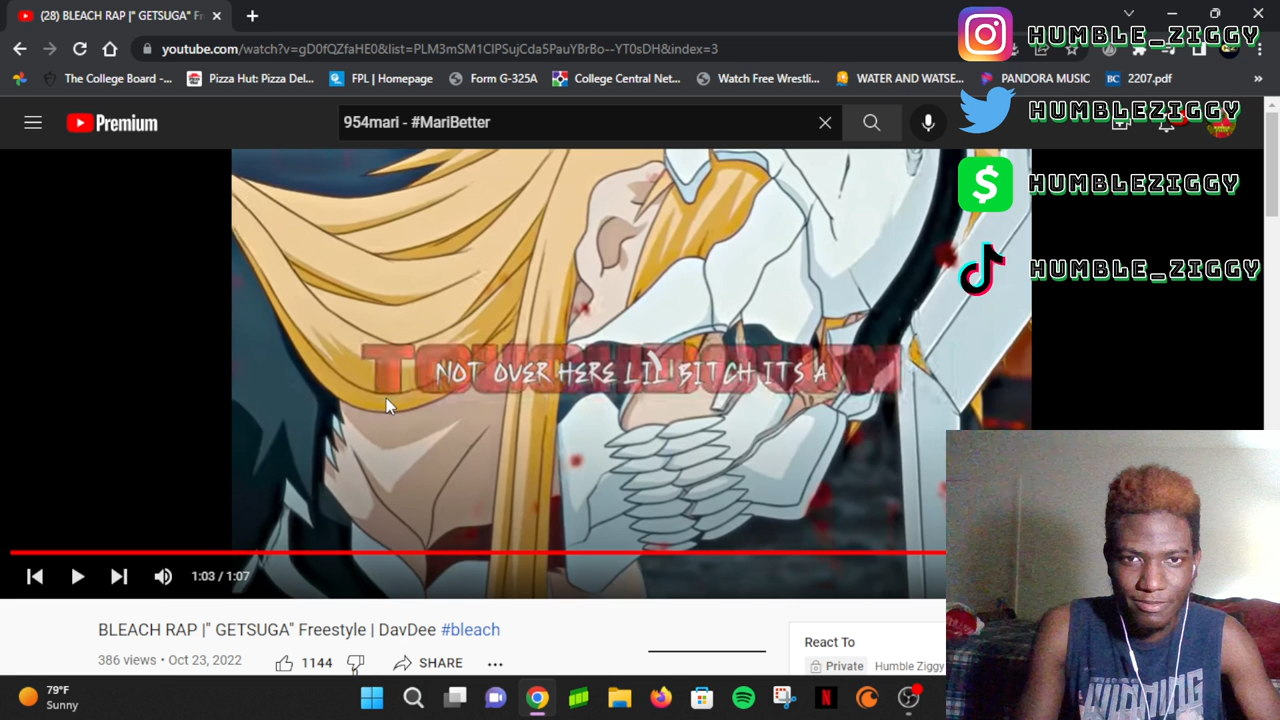 (28) BLEACH RAP |" GETSUGA" Fr
youtube.com/watch?v=gD0fQZfaHE0&list=PLM3mSM1CIPSujCda5PauYBrBo--YT0sDH&index=3
The College Board -...
Pizza Hut: Pizza Del...
FPL | Homepage
Form G-325A
College Central Net...
Watch Free Wrestli...
WATER AND WATSE...
PANDORA MUSIC
BC 2207.pdf
»
Premium
954mari - #MariBetter
HUMBLE_ZIGGY
HUMBLEZIGGY
HUMBLEZIGGY
HUMBLE_ZIGGY
TOUCHDOWN
NOT OVER HERE LIL BITCH ITS A
1:03 / 1:07
BLEACH RAP |" GETSUGA" Freestyle | DavDee #bleach
386 views • Oct 23, 2022
1144
SHARE
...
React To
Private Humble Ziggy
79°F
Sunny